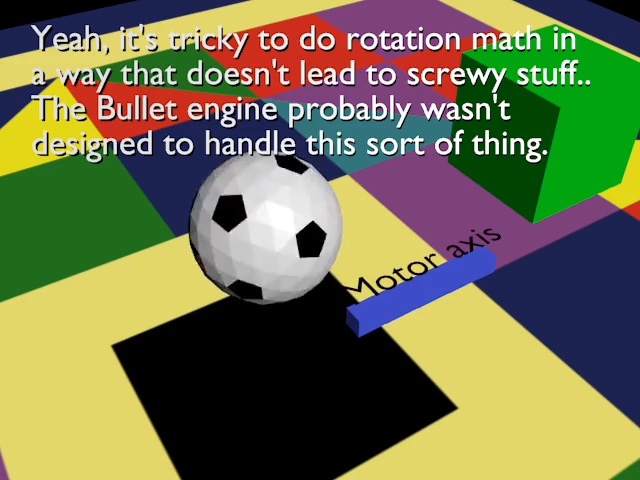 Yeah, it's tricky to do rotation math in
a way that doesn't lead to screwy stuff..
The Bullet engine probably wasn't
designed to handle this sort of thing.
Motor axis